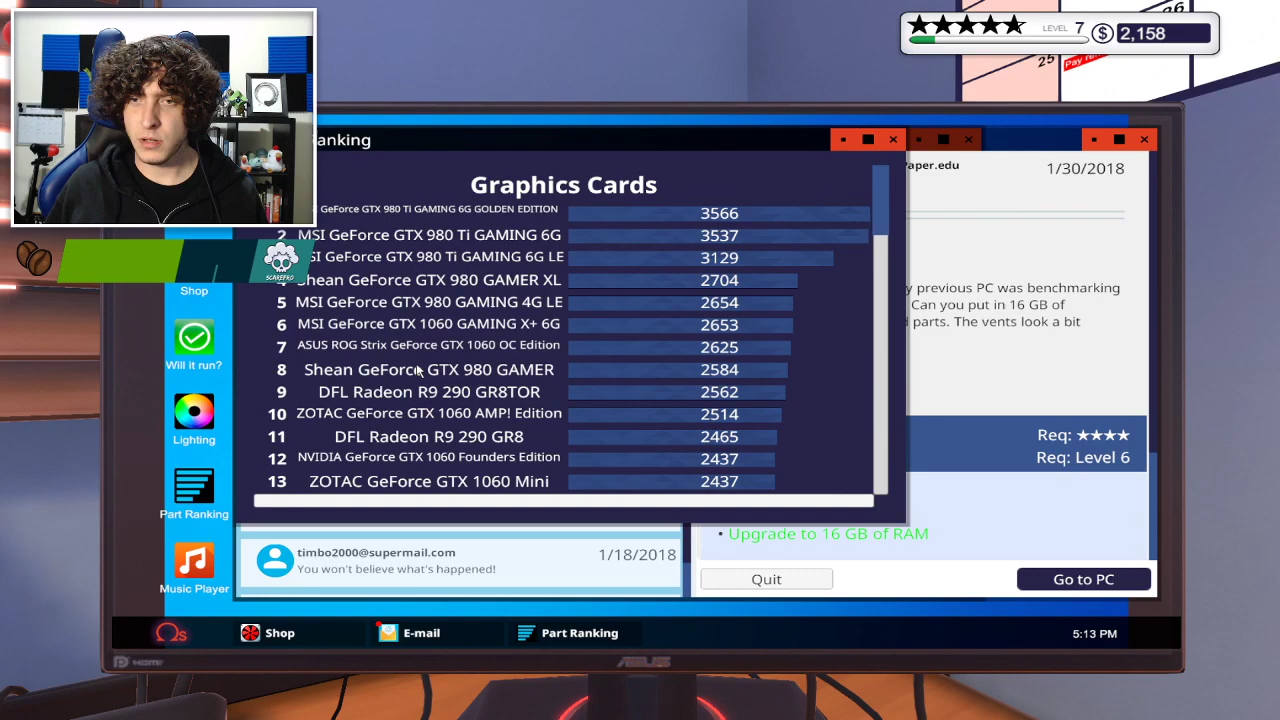 26
LEVEL 7
$ 2,158
25
anking
Paper.edu
1/30/2018
Graphics Cards
GeForce GTX 980 Ti GAMING 6G GOLDEN EDITION 3566
2 MSI GeForce GTX 980 Ti GAMING 6G 3537
SI GeForce GTX 980 Ti GAMING 6G LE 3129
Shean GeForce GTX 980 GAMER XL 2704
5 MSI GeForce GTX 980 GAMING 4G LE 2654
6 MSI GeForce GTX 1060 GAMING X+ 6G 2653
7 ASUS ROG Strix GeForce GTX 1060 OC Edition 2625
8 Shean GeForce GTX 980 GAMER 2584
9 DFL Radeon R9 290 GR8TOR 2562
10 ZOTAC GeForce GTX 1060 AMP! Edition 2514
11 DFL Radeon R9 290 GR8 2465
12 NVIDIA GeForce GTX 1060 Founders Edition 2437
13 ZOTAC GeForce GTX 1060 Mini 2437
SCAREFRO
Shop
Will it run?
Lighting
Part Ranking
Music Player
y previous PC was benchmarking
Can you put in 16 GB of
d parts. The vents look a bit
Req: ★★★★
Req: Level 6
• Upgrade to 16 GB of RAM
timbo2000@supermail.com
1/18/2018
You won't believe what's happened!
Quit
Go to PC
Shop
E-mail
Part Ranking
5:13 PM
HDMI
ASUS